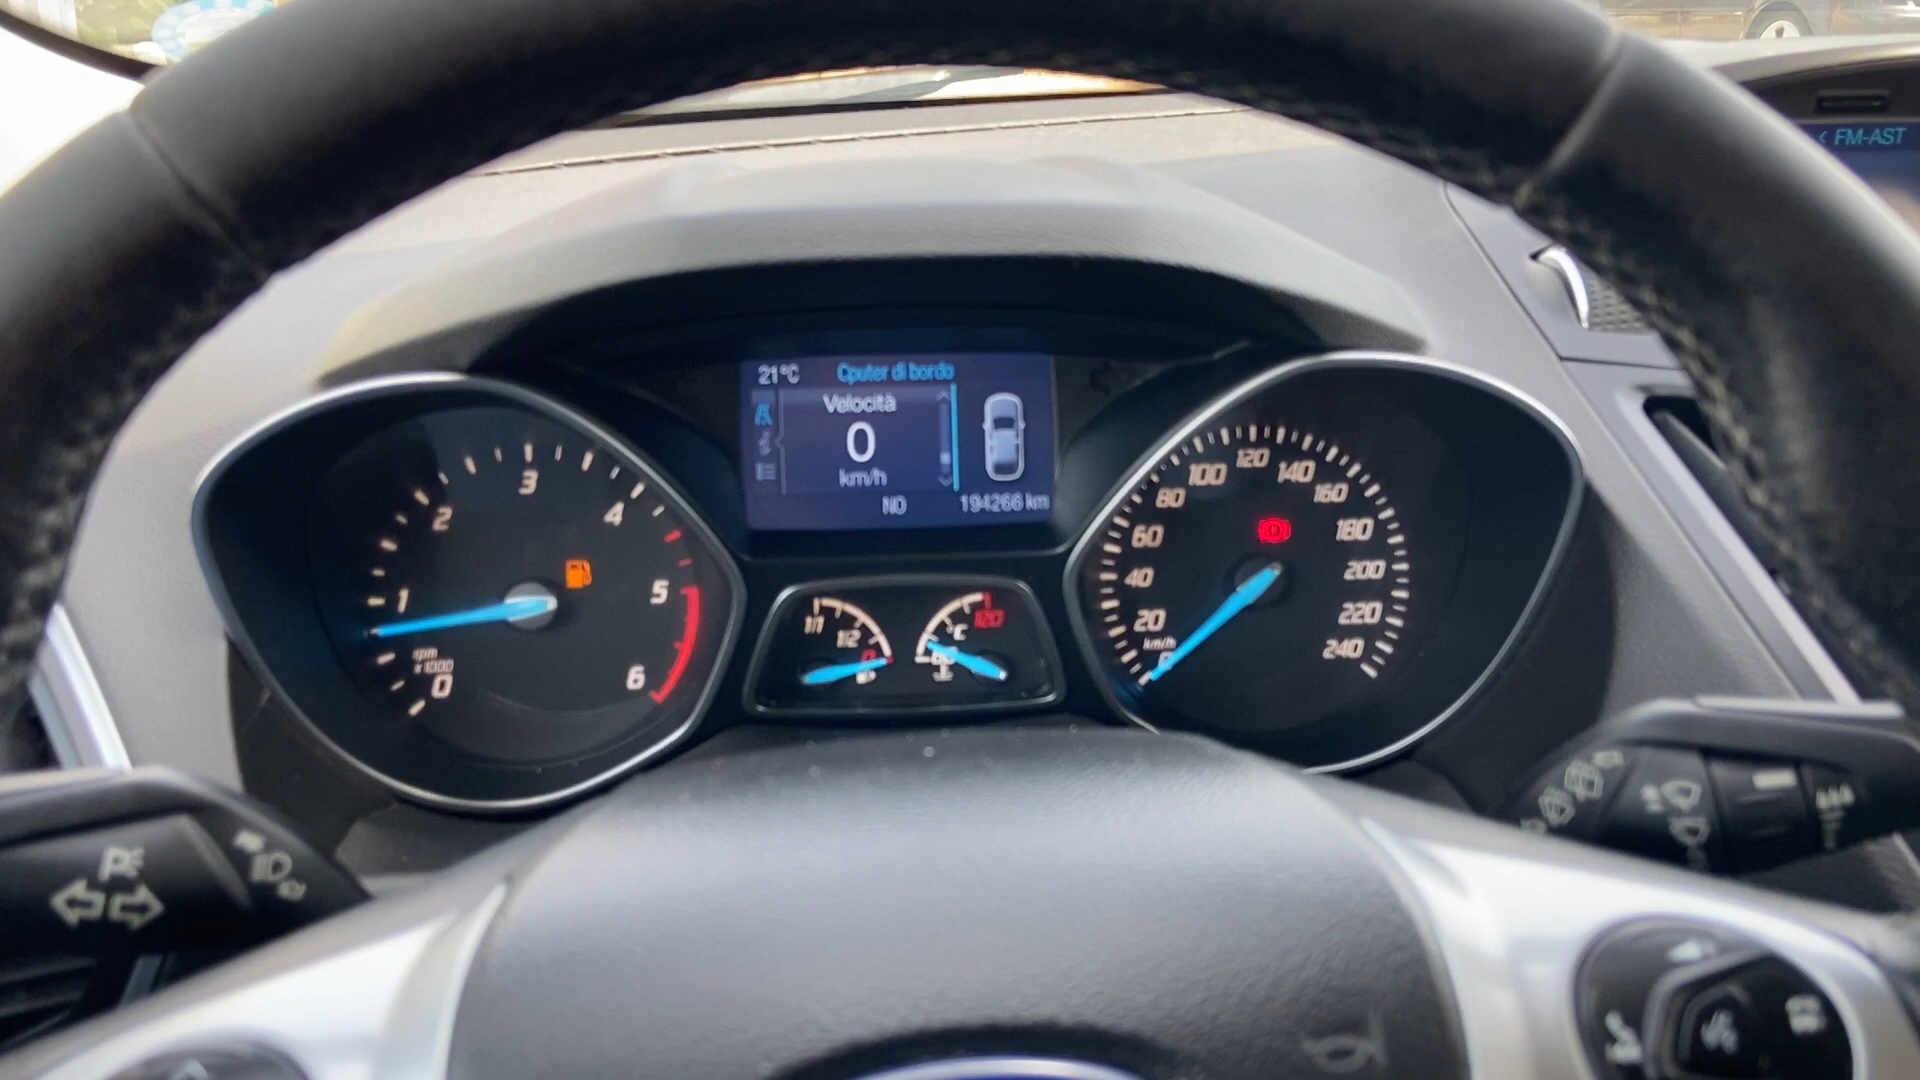 FM-AST
21°C Cputer di bordo
Velocità
0
km/h
N0 194266 km
0 1 2 3 4 5 6
rpm
x1000
1/1 1/2 0
60 °C 120
0 20 40 60 80 100 120 140 160 180 200 220 240
km/h